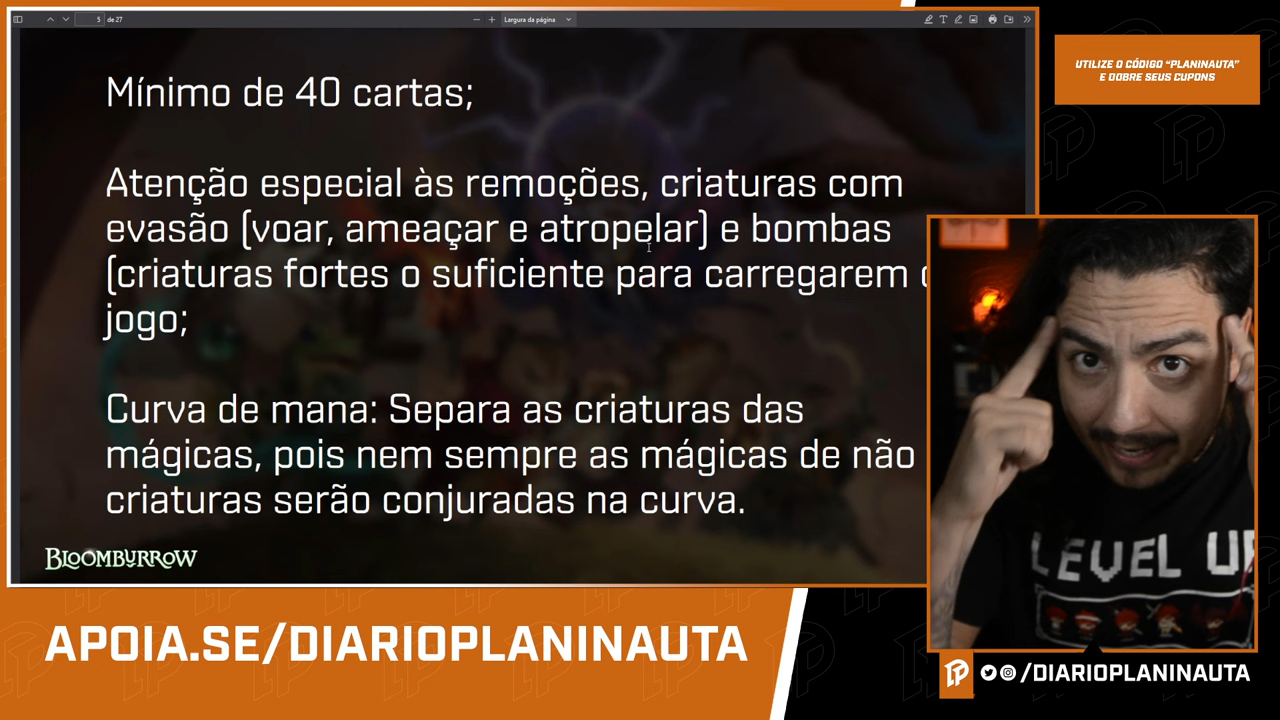 5 de 27
Largura da página
UTILIZE O CÓDIGO “PLANINAUTA”
E DOBRE SEUS CUPONS
Mínimo de 40 cartas;
Atenção especial às remoções, criaturas com
evasão (voar, ameaçar e atropelar) e bombas
(criaturas fortes o suficiente para carregarem
jogo;
Curva de mana: Separa as criaturas das
mágicas, pois nem sempre as mágicas de não
criaturas serão conjuradas na curva.
BLOOMBURROW
LEVEL UP
APOIA.SE/DIARIOPLANINAUTA
/DIARIOPLANINAUTA